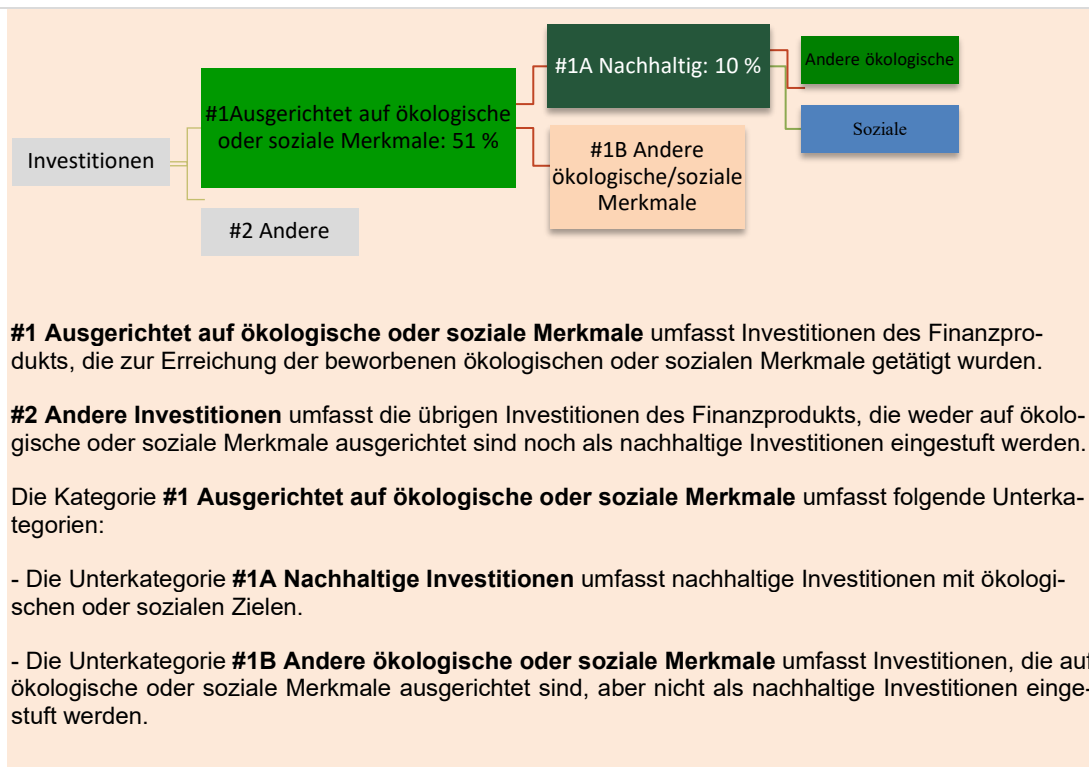 #1A Nachhaltig: 10 %
Andere ökologische
#1Ausgerichtet auf ökologische
oder soziale Merkmale: 51 %
Soziale
Investitionen
#1B Andere
ökologische/soziale
Merkmale
#2 Andere
#1 Ausgerichtet auf ökologische oder soziale Merkmale umfasst Investitionen des Finanzpro-
dukts, die zur Erreichung der beworbenen ökologischen oder sozialen Merkmale getätigt wurden.
#2 Andere Investitionen umfasst die übrigen Investitionen des Finanzprodukts, die weder auf ökolo-
gische oder soziale Merkmale ausgerichtet sind noch als nachhaltige Investitionen eingestuft werden.
Die Kategorie #1 Ausgerichtet auf ökologische oder soziale Merkmale umfasst folgende Unterka-
tegorien:
- Die Unterkategorie #1A Nachhaltige Investitionen umfasst nachhaltige Investitionen mit ökologi-
schen oder sozialen Zielen.
- Die Unterkategorie #1B Andere ökologische oder soziale Merkmale umfasst Investitionen, die auf
ökologische oder soziale Merkmale ausgerichtet sind, aber nicht als nachhaltige Investitionen einge-
stuft werden.